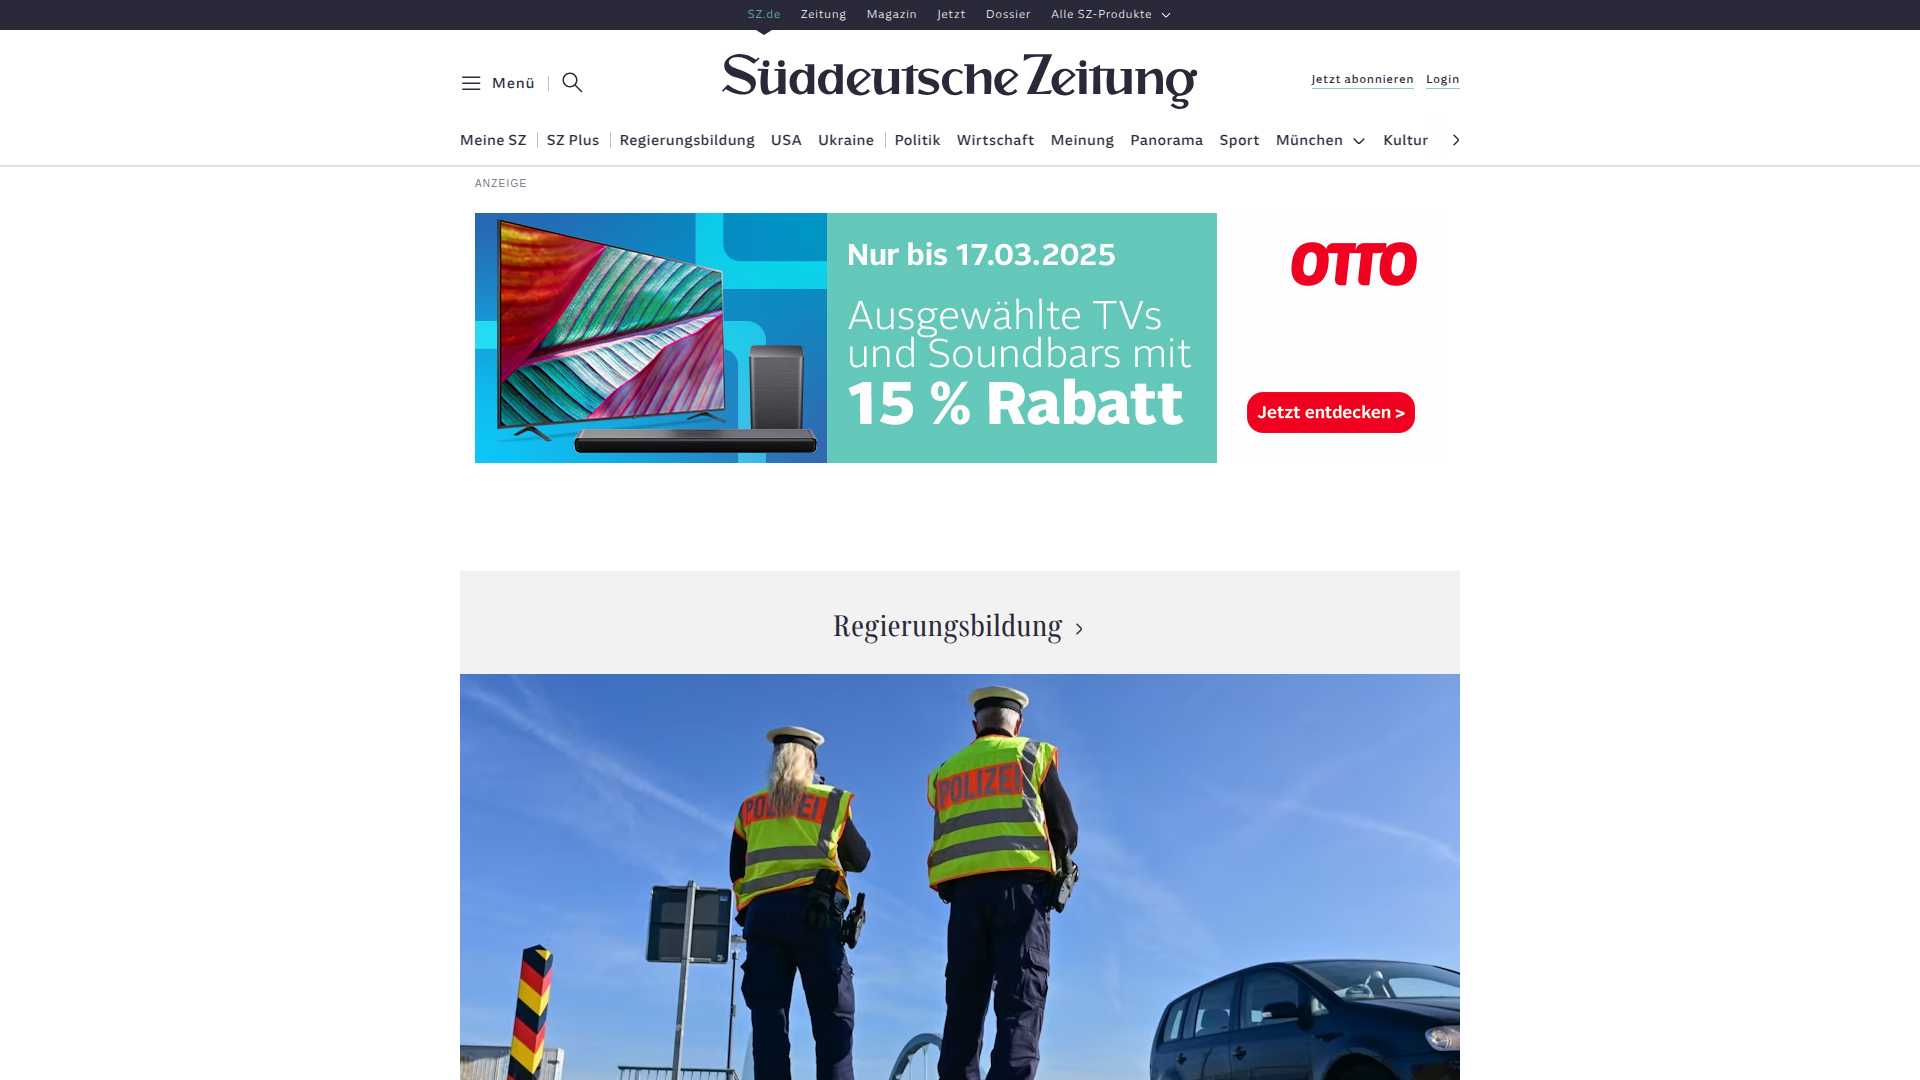 SZ.de Zeitung Magazin Jetzt Dossier Alle SZ-Produkte
Menü
Süddeutsche Zeitung
Jetzt abonnieren Login
Meine SZ SZ Plus Regierungsbildung USA Ukraine Politik Wirtschaft Meinung Panorama Sport München Kultur
ANZEIGE
Nur bis 17.03.2025
Ausgewählte TVs
und Soundbars mit
15 % Rabatt
OTTO
Jetzt entdecken >
Regierungsbildung
POLIZEI
POLIZEI